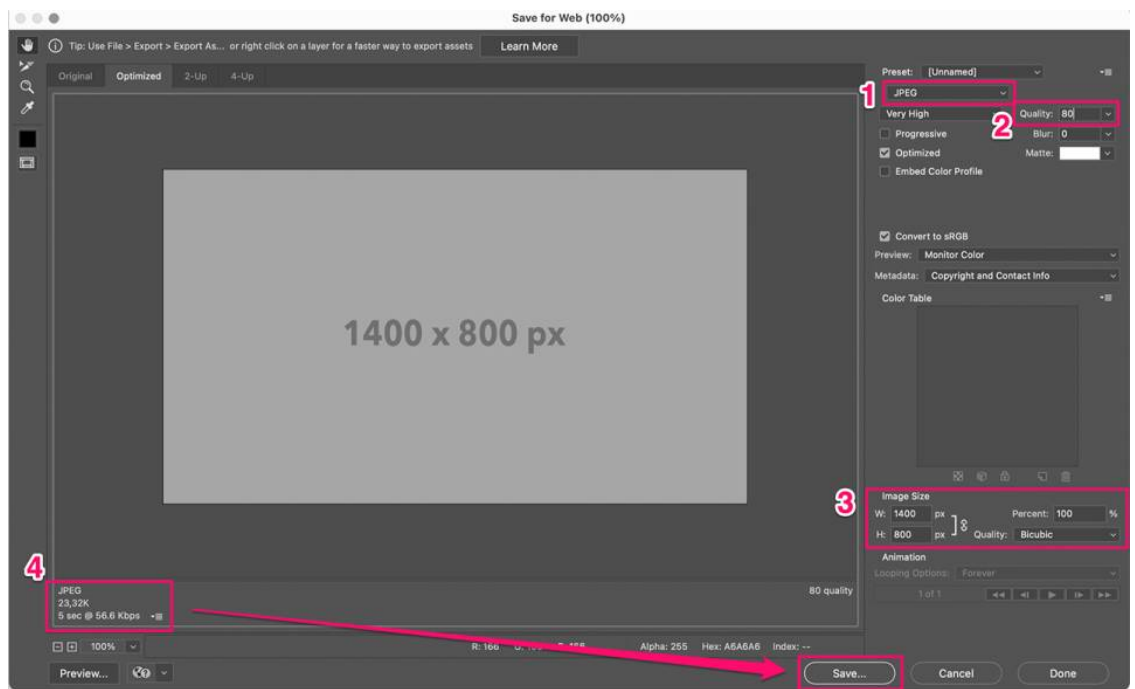 Save for Web (100%)
Tip: Use File > Export > Export As... or right click on a layer for a faster way to export assets
Learn More
Original Optimized 2-Up 4-Up
1400 x 800 px
Preset: [Unnamed]
1
JPEG
Very High
2
Quality: 80
Progressive
Blur: 0
Optimized
Matte:
Embed Color Profile
Convert to sRGB
Preview: Monitor Color
Metadata: Copyright and Contact Info
Color Table
3
Image Size
W: 1400 px
Percent: 100 %
H: 800 px
Quality: Bicubic
Animation
Looping Options: Forever
1 of 1
4
JPEG
23,32K
5 sec @ 56.6 Kbps
80 quality
100%
R: 166
Alpha: 255 Hex: A6A6A6 Index: --
Preview...
Save...
Cancel
Done